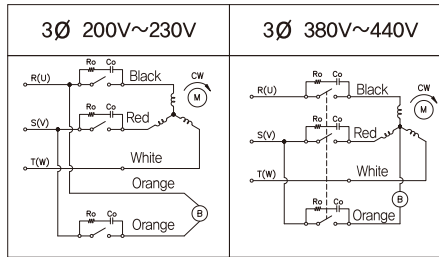 3Ø 200V~230V
3Ø 380V~440V
Ro Co
R(U) Black
CW
M
Ro Co
S(V) Red
T(W) White
Orange
B
Ro Co
Orange
Ro Co
R(U) Black
CW
M
Ro Co
S(V) Red
T(W) White
B
Ro Co
Orange